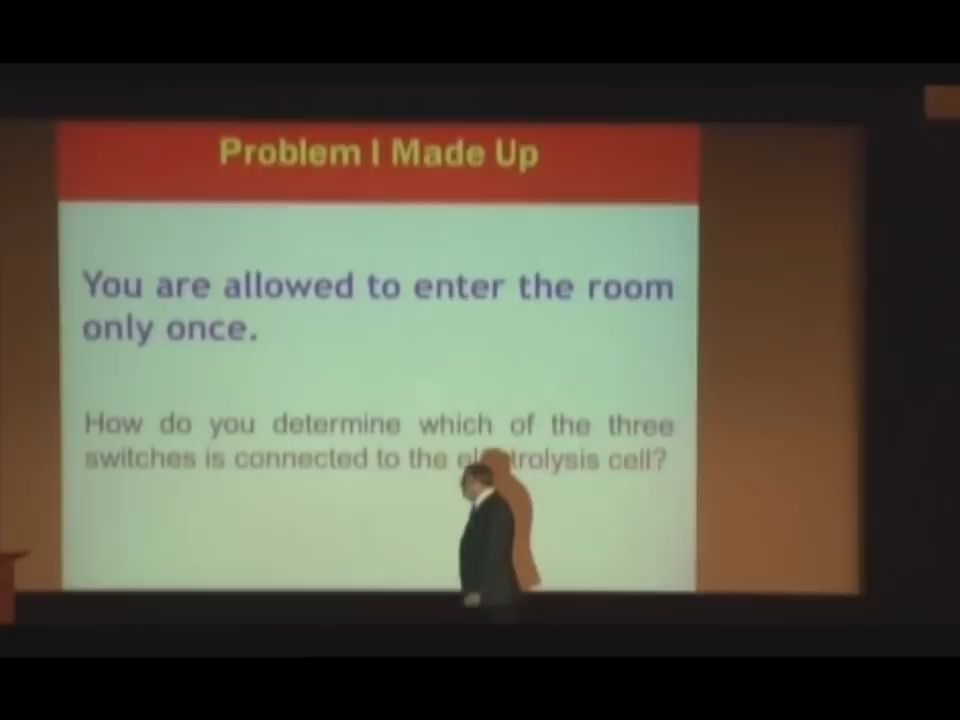 Problem I Made Up
You are allowed to enter the room
only once.
How do you determine which of the three
switches is connected to the electrolysis cell?